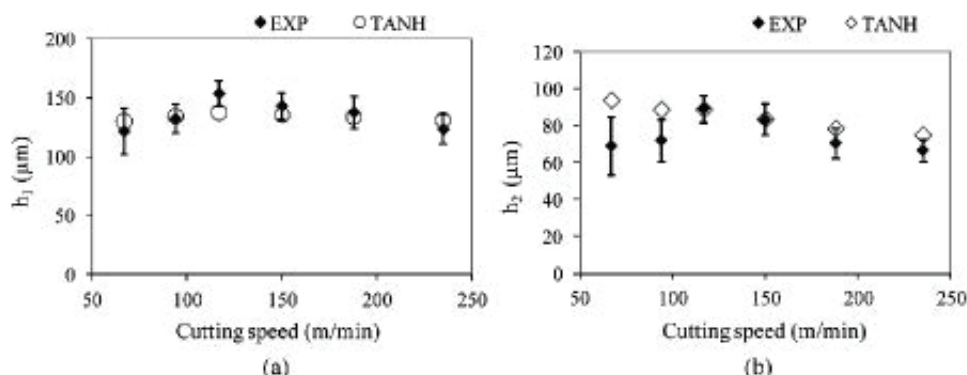 EXP TANH
200
150
100
50
0
h₁ (µm)
50 100 150 200 250
Cutting speed (m/min)
(a)
EXP TANH
120
100
80
60
40
20
0
h₂ (µm)
50 100 150 200 250
Cutting speed (m/min)
(b)